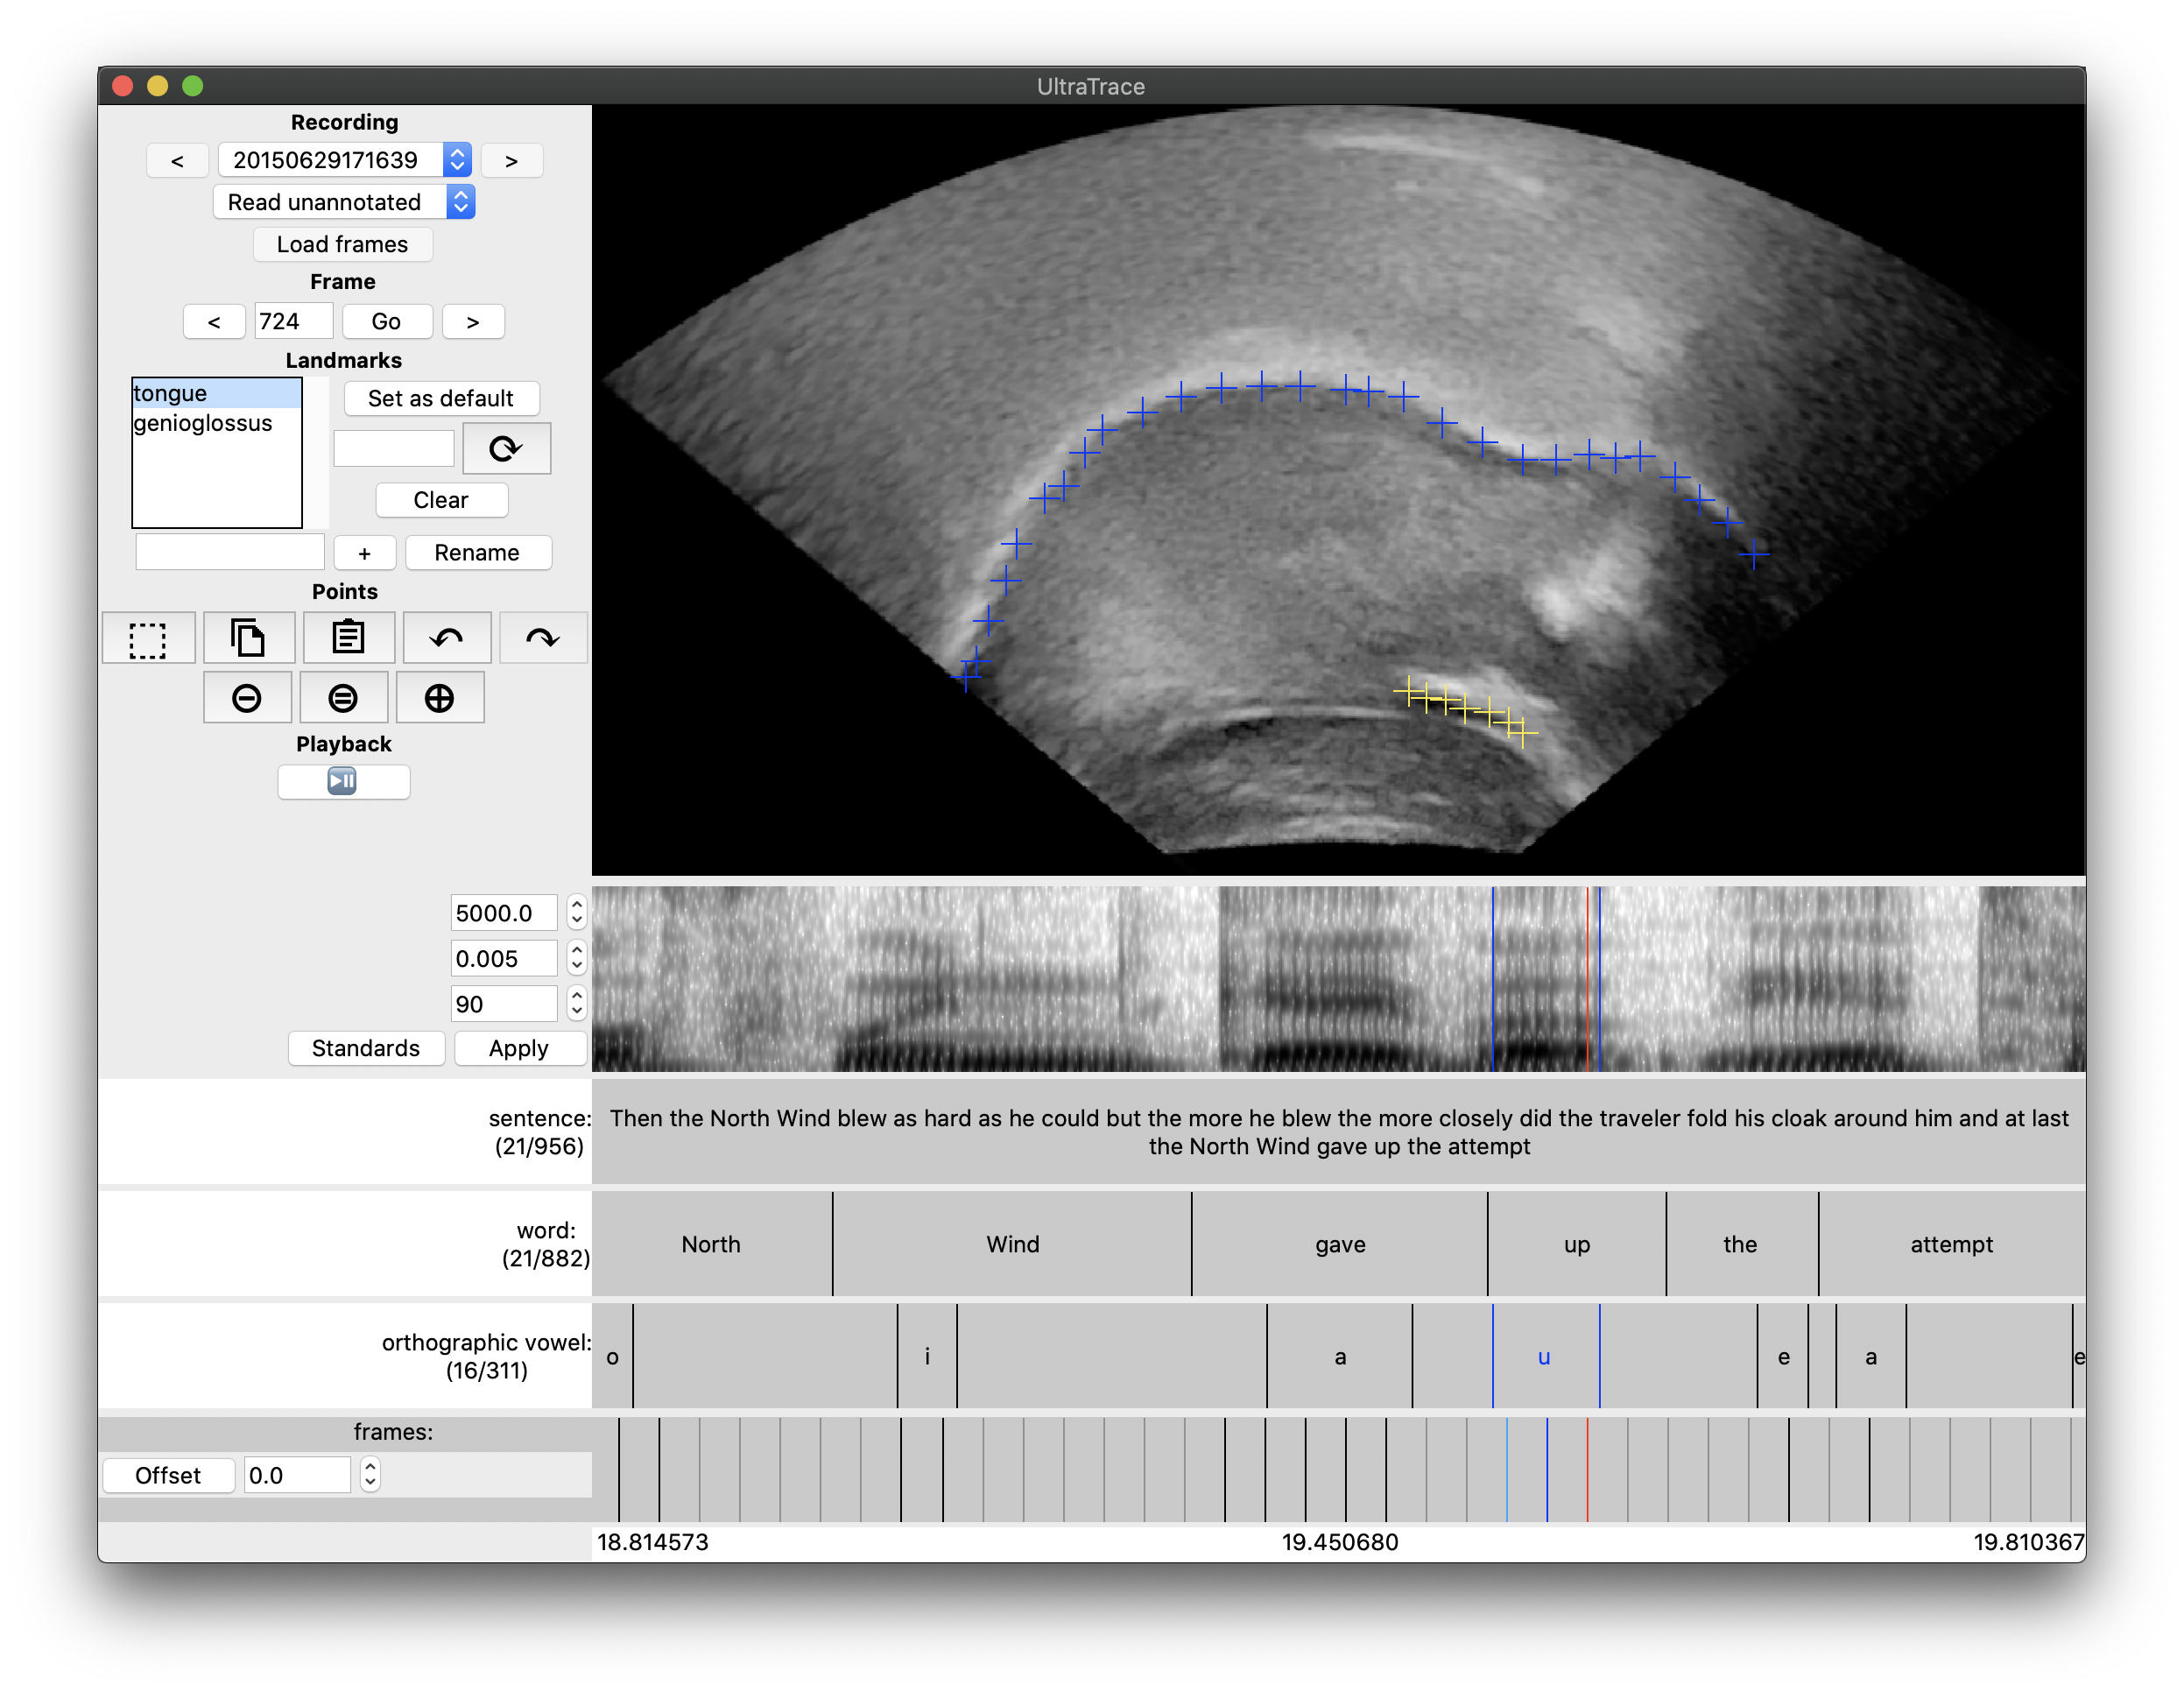 UltraTrace
Recording
< 20150629171639 >
Read unannotated
Load frames
Frame
< 724 Go >
Landmarks
tongue
genioglossus
Set as default
Clear
+ Rename
Points
Playback
5000.0
0.005
90
Standards Apply
sentence:
(21/956)
Then the North Wind blew as hard as he could but the more he blew the more closely did the traveler fold his cloak around him and at last
the North Wind gave up the attempt
word:
(21/882)
North Wind gave up the attempt
orthographic vowel:
(16/311)
o i a u e a e
frames:
Offset 0.0
18.814573 19.450680 19.810367